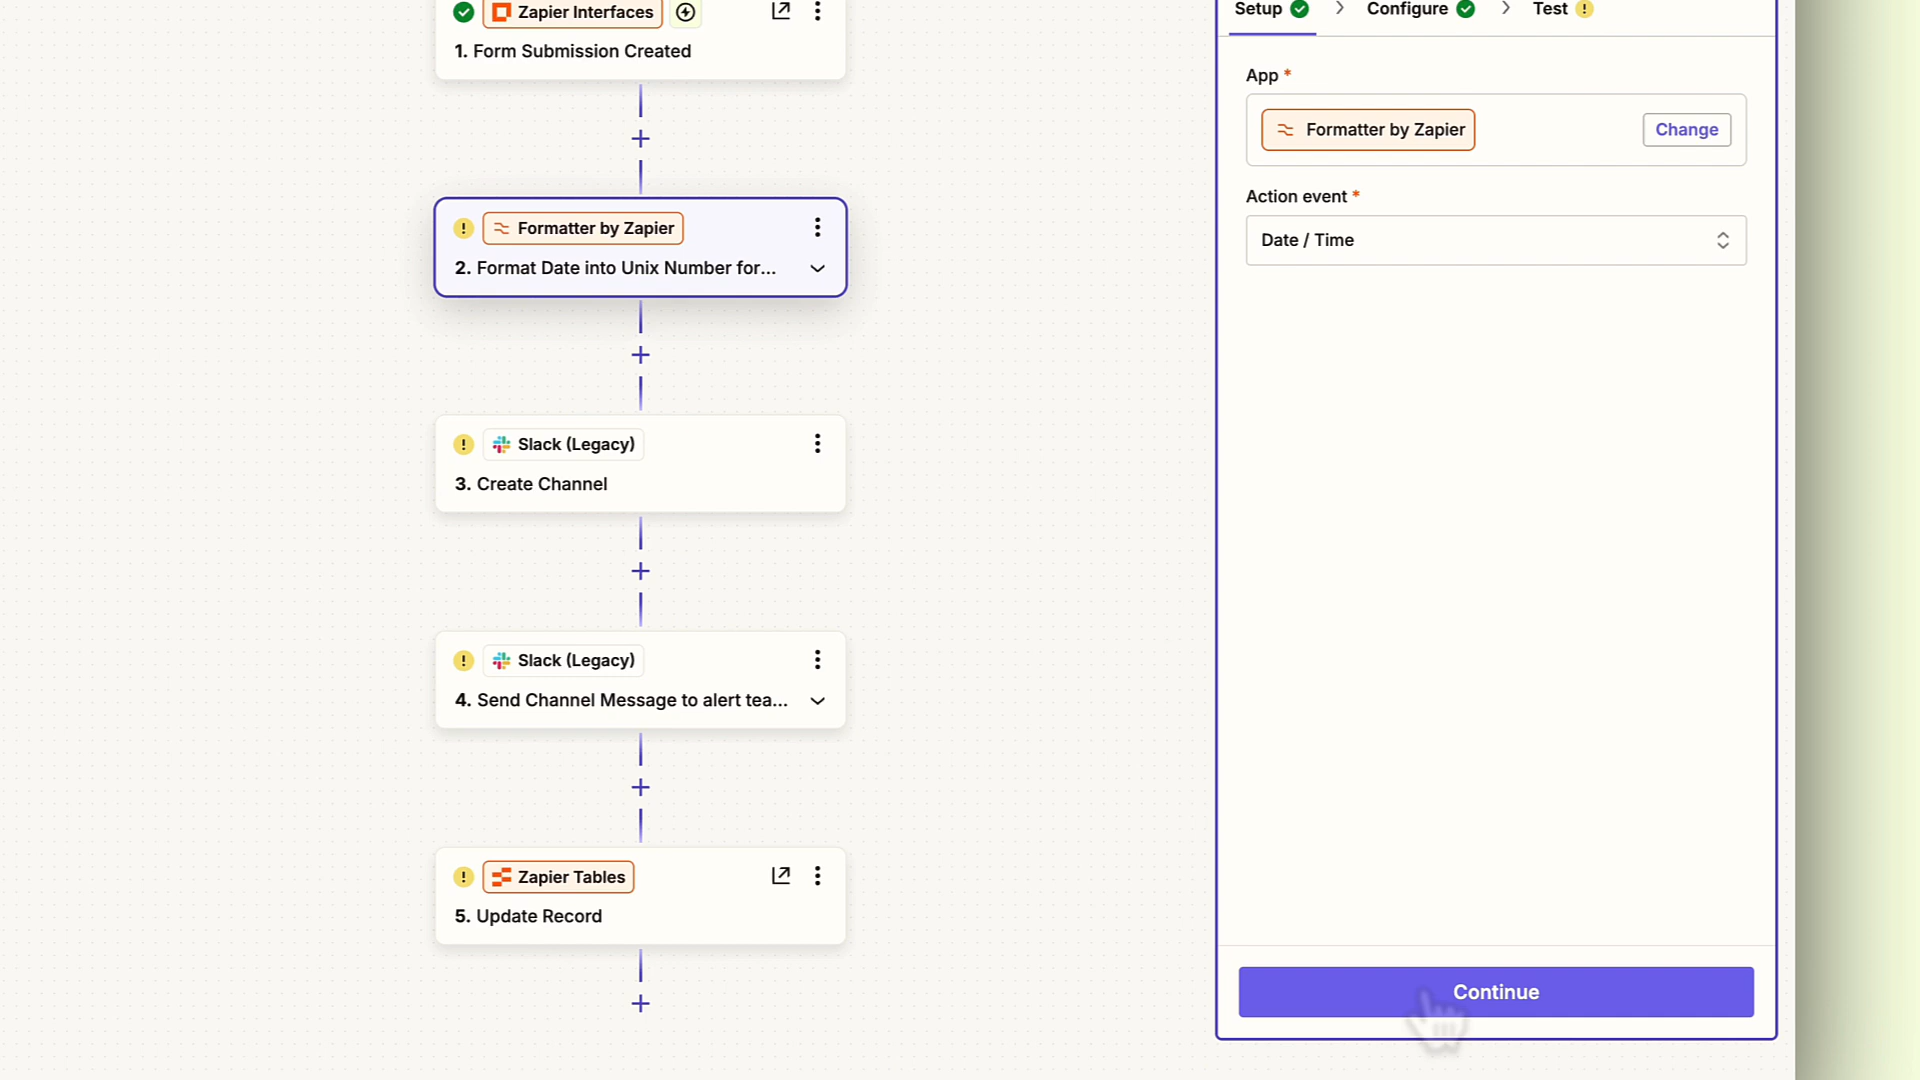 Zapier Interfaces
1. Form Submission Created
Formatter by Zapier
2. Format Date into Unix Number for...
Slack (Legacy)
3. Create Channel
Slack (Legacy)
4. Send Channel Message to alert tea...
Zapier Tables
5. Update Record
Setup > Configure > Test
App *
Formatter by Zapier Change
Action event *
Date / Time
Continue